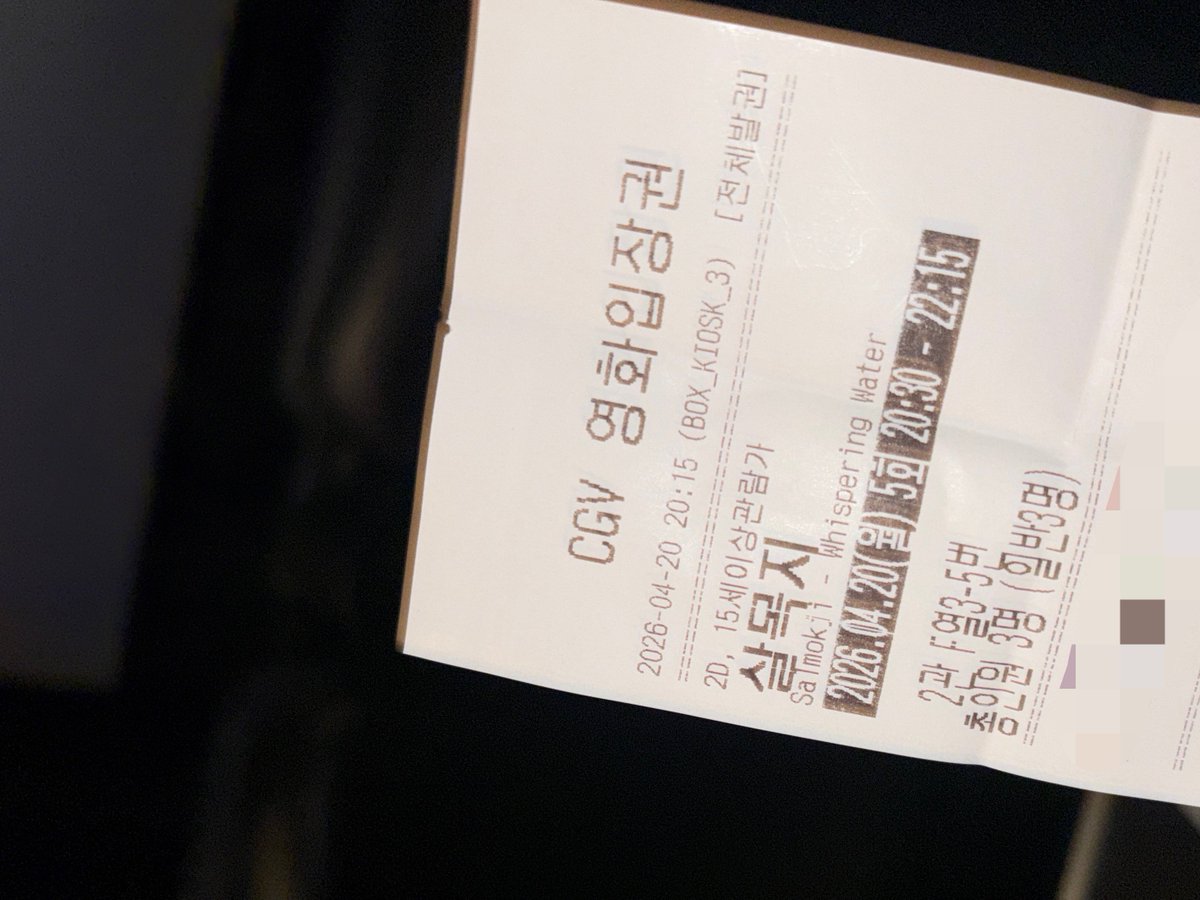 CGV 영화입장권
2026-04-20 20:15 (BOX_KIOSK_3) [전체발권]
2D, 15세이상관람가
살목지
Salmokji - Whispering Water
2026.04.20(월) 5회 20:30 - 22:15
2관 F열3-5번
총인원 3명 (일반3명)